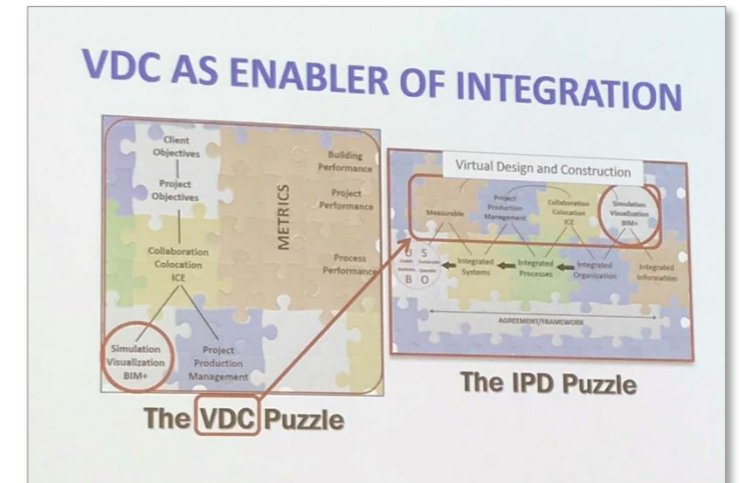 VDC AS ENABLER OF INTEGRATION
Client
Objectives
Project
Objectives
Collaboration
Colocation
ICE
Simulation
Visualization
BIM+
Project
Production
Management
METRICS
Building
Performance
Project
Performance
Process
Performance
The VDC Puzzle
Virtual Design and Construction
Measurable
Project
Production
Management
Collaboration
Colocation
ICE
Simulation
Visualization
BIM+
U S
B O
Integrated
Systems
Integrated
Processes
Integrated
Organization
Integrated
Information
AGREEMENT/FRAMEWORK
The IPD Puzzle